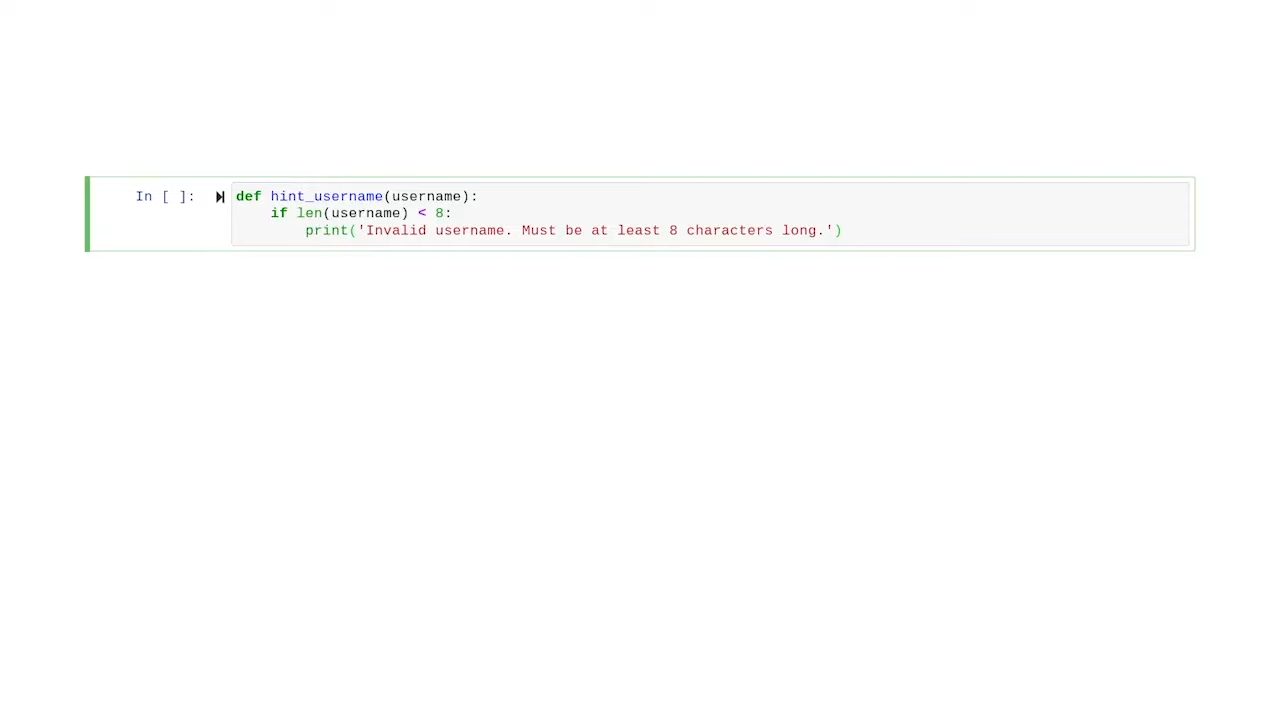 In [ ]: def hint_username(username):
    if len(username) < 8:
        print('Invalid username. Must be at least 8 characters long.')